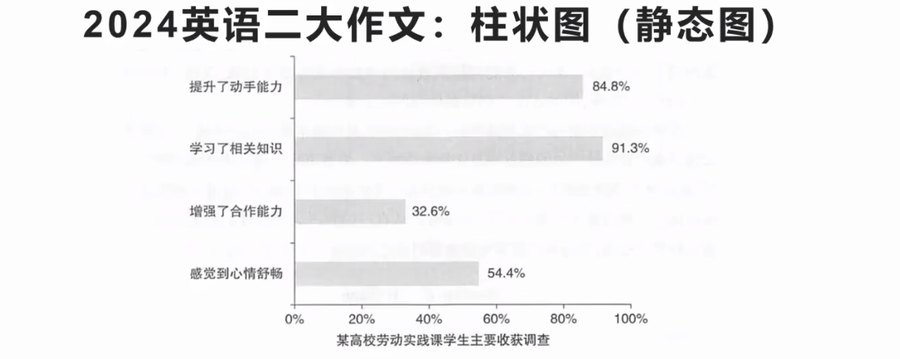 2024英语二大作文：柱状图（静态图）
提升了动手能力 84.8%
学习了相关知识 91.3%
增强了合作能力 32.6%
感觉到心情舒畅 54.4%
0% 20% 40% 60% 80% 100%
某高校劳动实践课学生主要收获调查